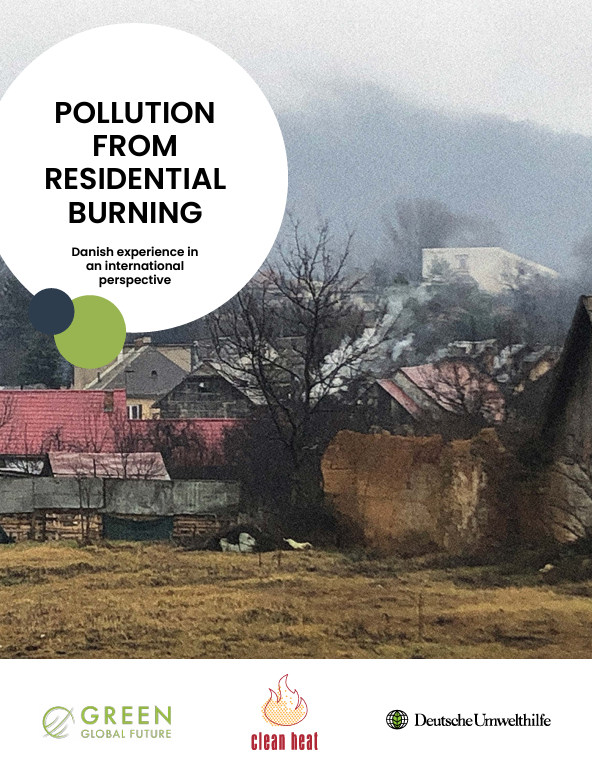 POLLUTION
FROM
RESIDENTIAL
BURNING
Danish experience in
an international
perspective
GREEN
GLOBAL FUTURE
clean heat
Deutsche Umwelthilfe